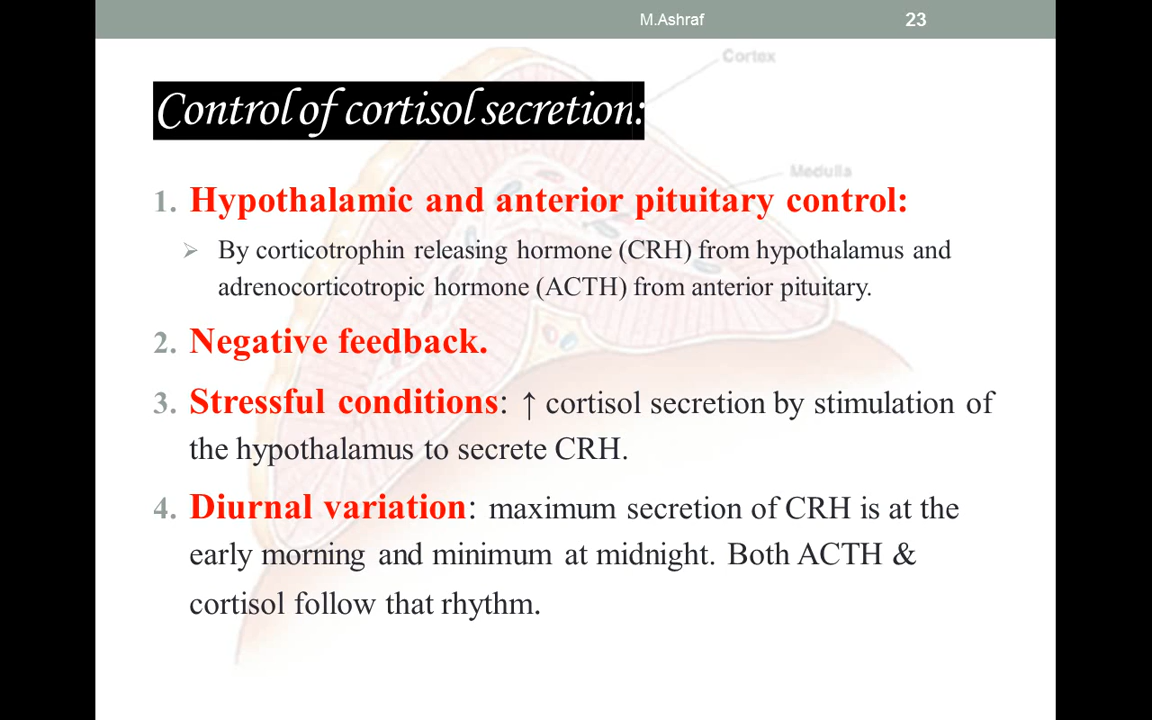 M.Ashraf 23
Cortex
Control of cortisol secretion:
Medulla
1. Hypothalamic and anterior pituitary control:
➢ By corticotrophin releasing hormone (CRH) from hypothalamus and
adrenocorticotropic hormone (ACTH) from anterior pituitary.
2. Negative feedback.
3. Stressful conditions: ↑ cortisol secretion by stimulation of
the hypothalamus to secrete CRH.
4. Diurnal variation: maximum secretion of CRH is at the
early morning and minimum at midnight. Both ACTH &
cortisol follow that rhythm.